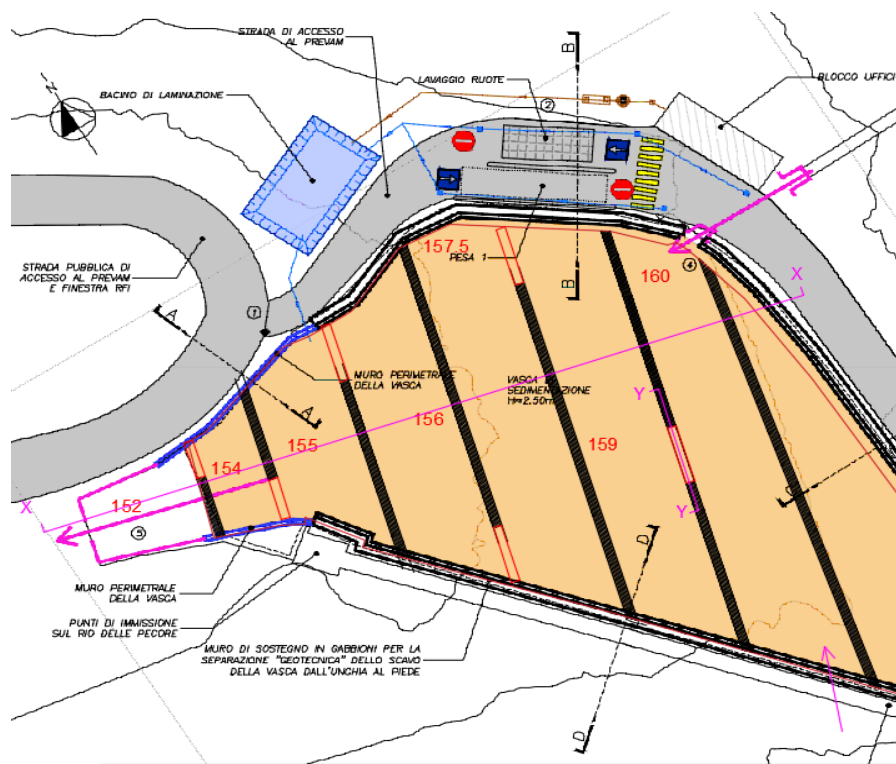 STRADA DI ACCESSO
AL PREVAM
B
LAVAGGIO RUOTE
BLOCCO UFFICI
N
BACINO DI LAMINAZIONE
2
157.5
PESA 1
160
4
X
STRADA PUBBLICA DI
ACCESSO AL PREVAM
E FINESTRA RFI
B
A
1
MURO PERIMETRALE
DELLA VASCA
VASCA
SEDIMENTAZIONE
H=2.50m
Y
A
156
155
159
154
X
152
5
Y
D
MURO PERIMETRALE
DELLA VASCA
PUNTI DI IMMISSIONE
SUL RIO DELLE PECORE
MURO DI SOSTEGNO IN GABBIONI PER LA
SEPARAZIONE "GEOTECNICA" DELLO SCAVO
DELLA VASCA DALL'UNGHIA AL PIEDE
D